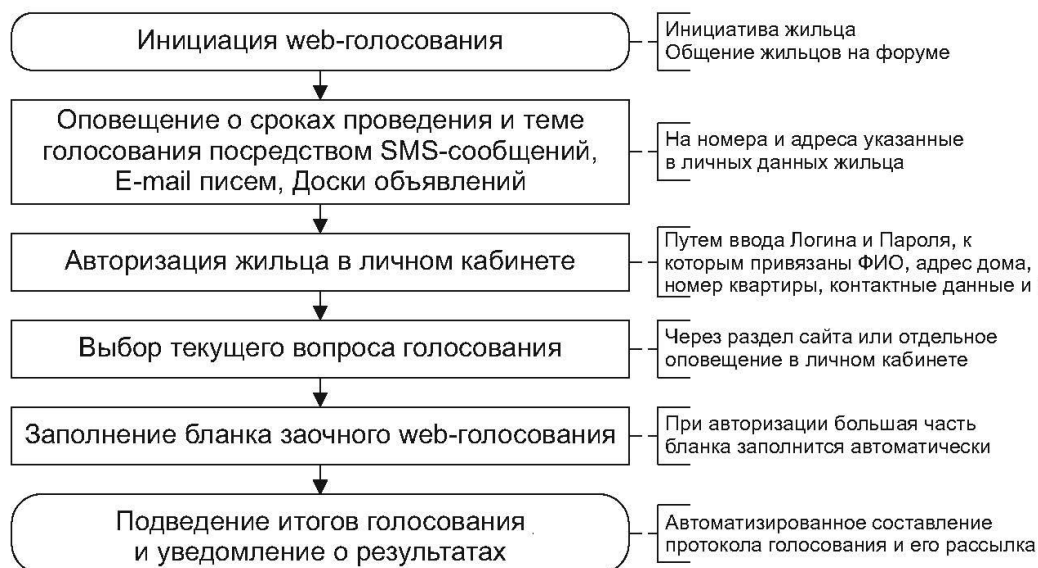 Инициация web-голосования
Инициатива жильца
Общение жильцов на форуме
Оповещение о сроках проведения и теме
голосования посредством SMS-сообщений,
E-mail писем, Доски объявлений
На номера и адреса указанные
в личных данных жильца
Авторизация жильца в личном кабинете
Путем ввода Логина и Пароля, к
которым привязаны ФИО, адрес дома,
номер квартиры, контактные данные и
Выбор текущего вопроса голосования
Через раздел сайта или отдельное
оповещение в личном кабинете
Заполнение бланка заочного web-голосования
При авторизации большая часть
бланка заполнится автоматически
Подведение итогов голосования
и уведомление о результатах
Автоматизированное составление
протокола голосования и его рассылка